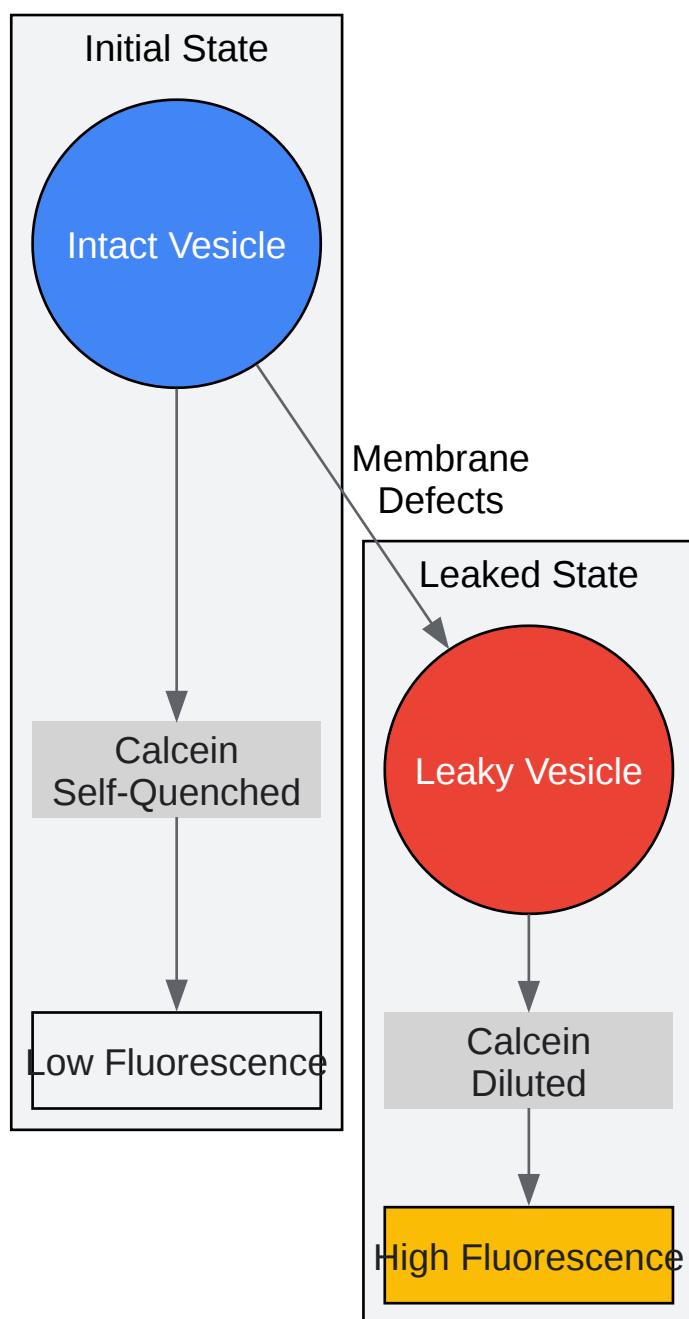 Initial State
Intact Vesicle
Membrane
Defects
Leaked State
Calcein
Self-Quenched
Leaky Vesicle
Low Fluorescence
Calcein
Diluted
High Fluorescence